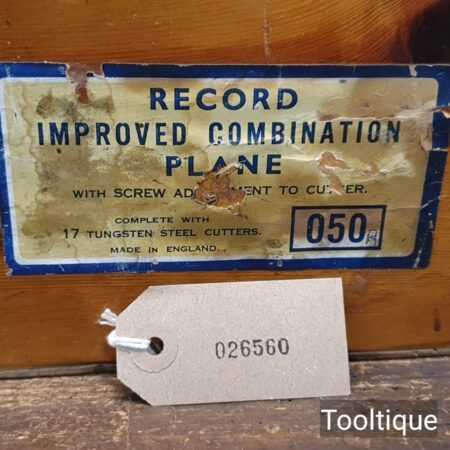 RECORD
IMPROVED COMBINATION
PLANE
WITH SCREW TO
COMPLETE WITH
17 TUNGSTEN STEEL CUTTERS.
MADE IN ENGLAND.
050
026560
Tooltique